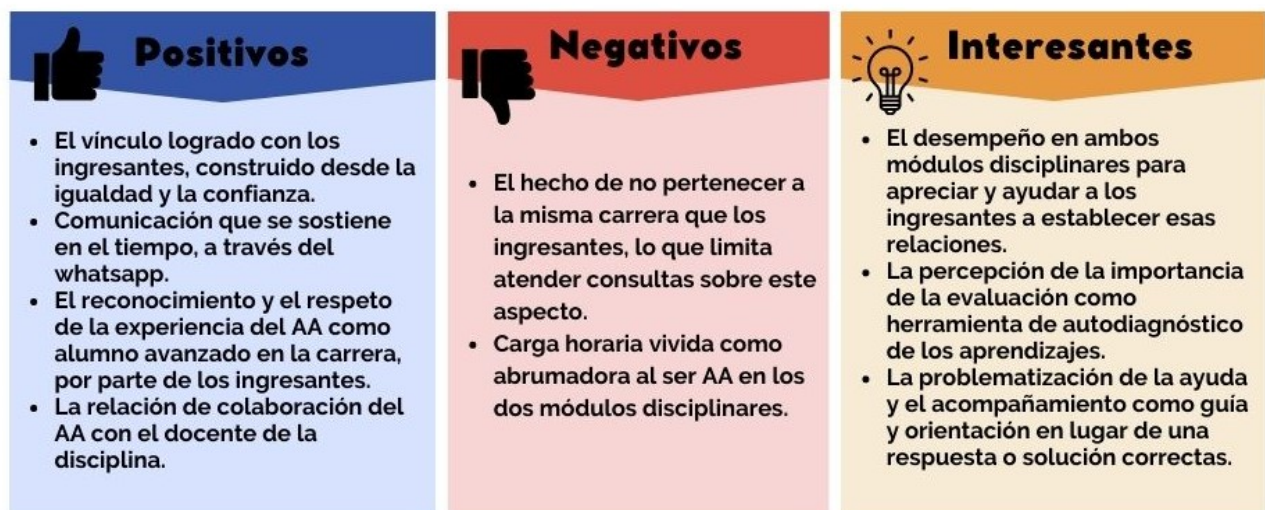 Positivos
El vínculo logrado con los
ingresantes, construido desde la
igualdad y la confianza.
Comunicación que se sostiene
en el tiempo, a través del
whatsapp.
El reconocimiento y el respeto
de la experiencia del AA como
alumno avanzado en la carrera,
por parte de los ingresantes.
La relación de colaboración del
AA con el docente de la
disciplina.
Negativos
El hecho de no pertenecer a
la misma carrera que los
ingresantes, lo que limita
atender consultas sobre este
aspecto.
Carga horaria vivida como
abrumadora al ser AA en los
dos módulos disciplinares.
Interesantes
El desempeño en ambos
módulos disciplinares para
apreciar y ayudar a los
ingresantes a establecer esas
relaciones.
La percepción de la importancia
de la evaluación como
herramienta de autodiagnóstico
de los aprendizajes.
La problematización de la ayuda
y el acompañamiento como guía
y orientación en lugar de una
respuesta o solución correctas.